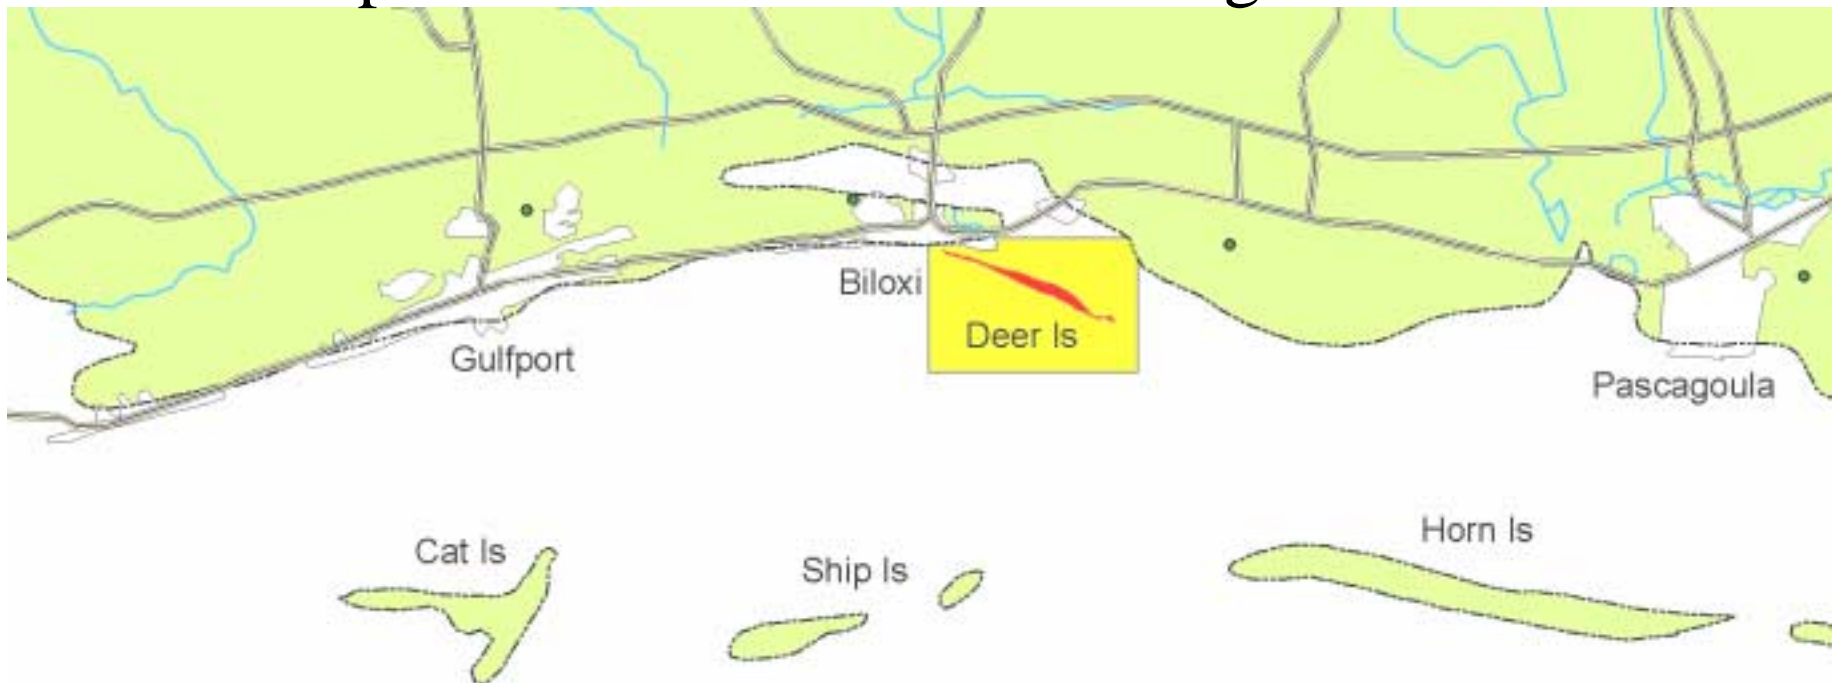 Biloxi
Deer Is
Gulfport
Pascagoula
Cat Is
Ship Is
Horn Is